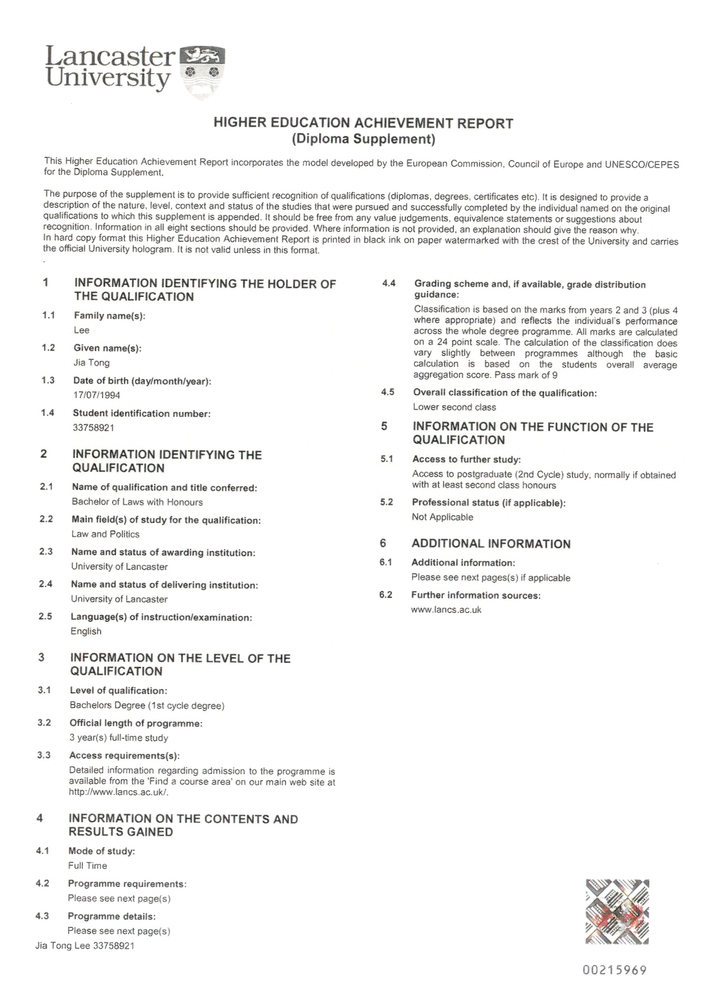 Lancaster
University
HIGHER EDUCATION ACHIEVEMENT REPORT
(Diploma Supplement)
This Higher Education Achievement Report incorporates the model developed by the European Commission, Council of Europe and UNESCO/CEPES
for the Diploma Supplement.
The purpose of the supplement is to provide sufficient recognition of qualifications (diplomas, degrees, certificates etc). It is designed to provide a
description of the nature, level, context and status of the studies that were pursued and successfully completed by the individual named on the original
qualifications to which this supplement is appended. It should be free from any value judgements, equivalence statements or suggestions about
recognition. Information in all eight sections should be provided. Where information is not provided, an explanation should give the reason why.
In hard copy format this Higher Education Achievement Report is printed in black ink on paper watermarked with the crest of the University and carries
the official University hologram. It is not valid unless in this format.
1 INFORMATION IDENTIFYING THE HOLDER OF
THE QUALIFICATION
1.1 Family name(s):
Lee
1.2 Given name(s):
Jia Tong
1.3 Date of birth (day/month/year):
17/07/1994
1.4 Student identification number:
33758921
2 INFORMATION IDENTIFYING THE
QUALIFICATION
2.1 Name of qualification and title conferred:
Bachelor of Laws with Honours
2.2 Main field(s) of study for the qualification:
Law and Politics
2.3 Name and status of awarding institution:
University of Lancaster
2.4 Name and status of delivering institution:
University of Lancaster
2.5 Language(s) of instruction/examination:
English
3 INFORMATION ON THE LEVEL OF THE
QUALIFICATION
3.1 Level of qualification:
Bachelors Degree (1st cycle degree)
3.2 Official length of programme:
3 year(s) full-time study
3.3 Access requirements(s):
Detailed information regarding admission to the programme is
available from the 'Find a course area' on our main web site at
http://www.lancs.ac.uk/.
4 INFORMATION ON THE CONTENTS AND
RESULTS GAINED
4.1 Mode of study:
Full Time
4.2 Programme requirements:
Please see next page(s)
4.3 Programme details:
Please see next page(s)
4.4 Grading scheme and, if available, grade distribution
guidance:
Classification is based on the marks from years 2 and 3 (plus 4
where appropriate) and reflects the individual's performance
across the whole degree programme. All marks are calculated
on a 24 point scale. The calculation of the classification does
vary slightly between programmes although the basic
calculation is based on the students overall average
aggregation score. Pass mark of 9
4.5 Overall classification of the qualification:
Lower second class
5 INFORMATION ON THE FUNCTION OF THE
QUALIFICATION
5.1 Access to further study:
Access to postgraduate (2nd Cycle) study, normally if obtained
with at least second class honours
5.2 Professional status (if applicable):
Not Applicable
6 ADDITIONAL INFORMATION
6.1 Additional information:
Please see next pages(s) if applicable
6.2 Further information sources:
www.lancs.ac.uk
Jia Tong Lee 33758921
00215969